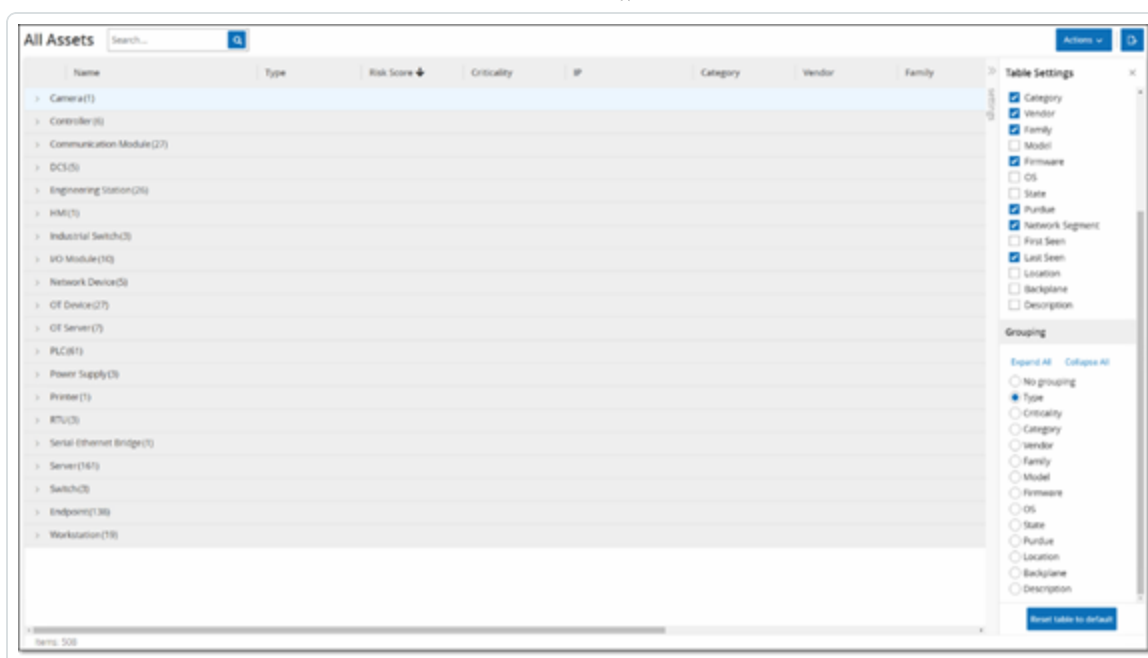 All Assets Search... Actions
Name Type Risk Score Criticality IP Category Vendor Family
Settings
Table Settings
Camera(1)
Controller(6)
Communication Module(27)
DCS(5)
Engineering Station(26)
HMI(1)
Industrial Switch(3)
I/O Module(10)
Network Device(5)
OT Device(27)
OT Server(7)
PLC(61)
Power Supply(3)
Printer(1)
RTU(3)
Serial Ethernet Bridge(1)
Server(161)
Switch(3)
Workstation(19)
Items: 508
Category
Vendor
Family
Model
Firmware
OS
State
Purdue
Network Segment
First Seen
Last Seen
Location
Backplane
Description
Grouping
Expand All Collapse All
No grouping
Type
Criticality
Category
Vendor
Family
Model
Firmware
OS
State
Purdue
Location
Backplane
Description
Reset table to default